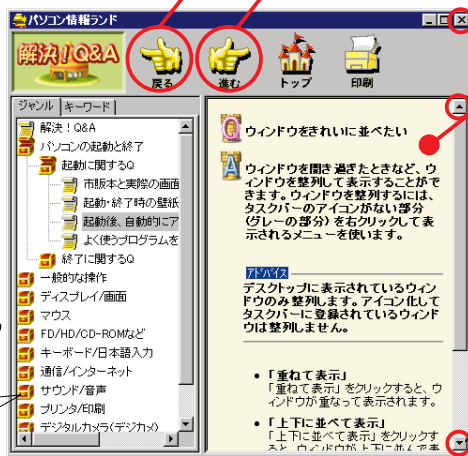 パソコン情報ランド
解決!Q&A
戻る
進む
トップ
印刷
ジャンル
キーワード
解決！Q&A
パソコンの起動と終了
起動に関するQ
市販本と実際の画面
起動・終了時の壁紙
起動後、自動的にア
よく使うプログラムを
終了に関するQ
一般的な操作
ディスプレイ/画面
マウス
FD/HD/CD-ROMなど
キーボード/日本語入力
通信/インターネット
サウンド/音声
プリンタ/印刷
デジタルカメラ(デジカメ)
Q ウィンドウをきれいに並べたい
A ウィンドウを開き過ぎたときなど、ウ
ィンドウを整列して表示することがで
きます。ウィンドウを整列するには、
タスクバーのアイコンがない部分
(グレーの部分)を右クリックして表
示されるメニューを使います。
アドバイス
デスクトップに表示されているウィン
ドウのみ整列します。アイコン化して
タスクバーに登録されているウィンド
ウは整列しません。
• 「重ねて表示」
「重ねて表示」をクリックすると、ウ
ィンドウが重なって表示されます。
• 「上下に並べて表示」
「上下に並べて表示」をクリックす
ると、ウィンドウが上下に並んで表